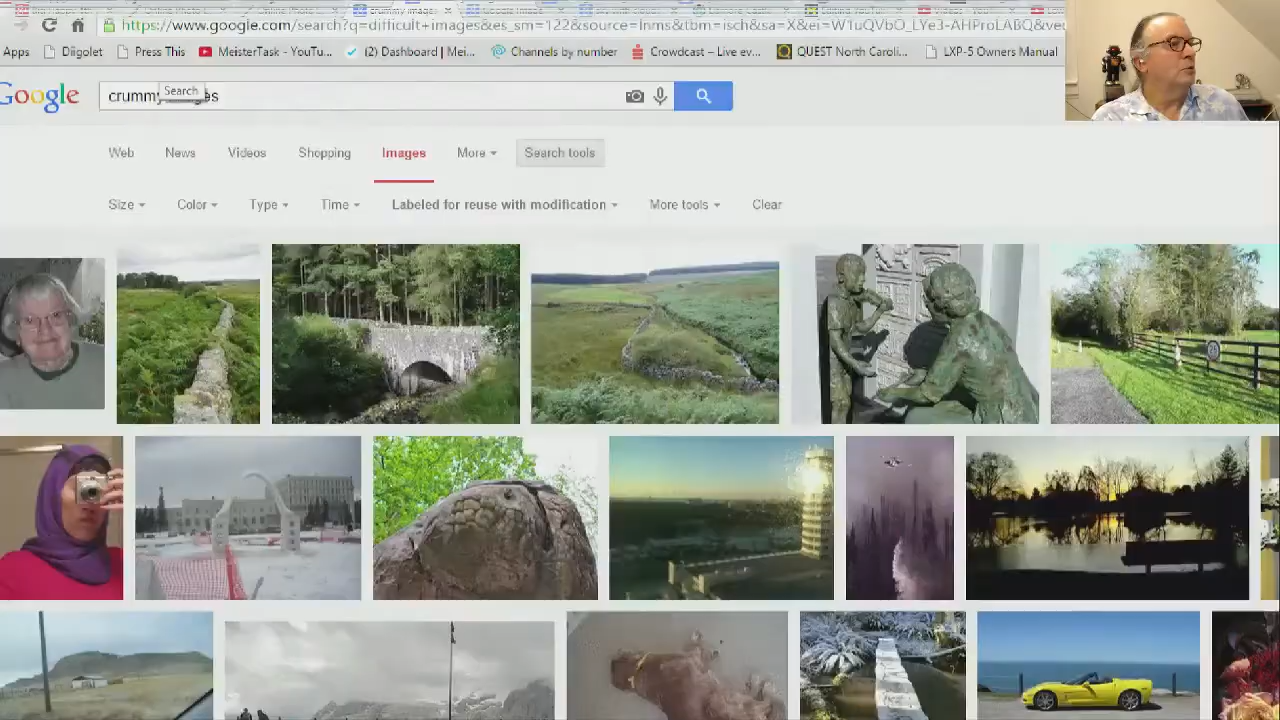 https://www.google.com/search?q=difficult+images&es_sm=122&source=lnms&tbm=isch&sa=X&ei=W1uQVbO_LYe3-AHProLABQ&ved
Apps Diigolet Press This MeisterTask - YouTu... (2) Dashboard | Mei... Channels by number Crowdcast – Live ev... QUEST North Caroli... LXP-5 Owners Manual
Google crummy es Search
Web News Videos Shopping Images More Search tools
Size Color Type Time Labeled for reuse with modification More tools Clear